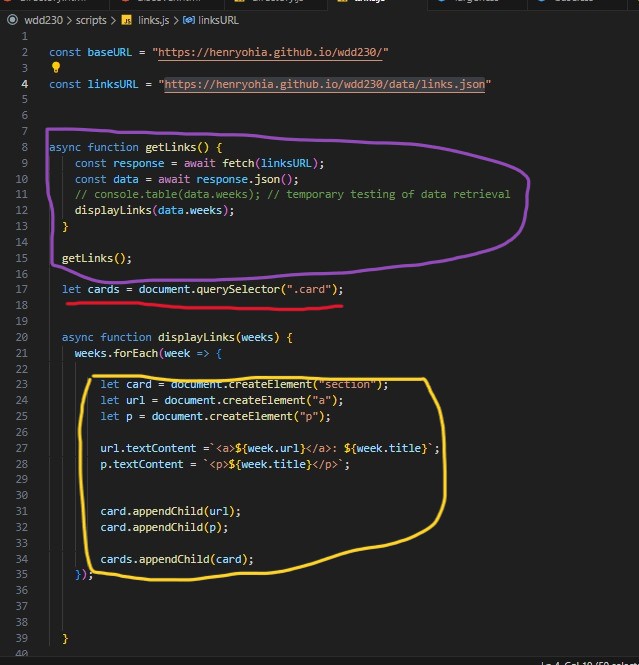 wdd230 > scripts > JS links.js > linksURL
1
2 const baseURL = "https://henryohia.github.io/wdd230/"
3
4 const linksURL = "https://henryohia.github.io/wdd230/data/links.json"
5
6
7
8 async function getLinks() {
9 const response = await fetch(linksURL);
10 const data = await response.json();
11 // console.table(data.weeks); // temporary testing of data retrieval
12 displayLinks(data.weeks);
13 }
14
15 getLinks();
16
17 let cards = document.querySelector(".card");
18
19
20 async function displayLinks(weeks) {
21 weeks.forEach(week => {
22
23 let card = document.createElement("section");
24 let url = document.createElement("a");
25 let p = document.createElement("p");
26
27 url.textContent =`<a>${week.url}</a>: ${week.title}`;
28 p.textContent = `<p>${week.title}</p>`;
29
30
31 card.appendChild(url);
32 card.appendChild(p);
33
34 cards.appendChild(card);
35 });
36
37
38
39 }
40